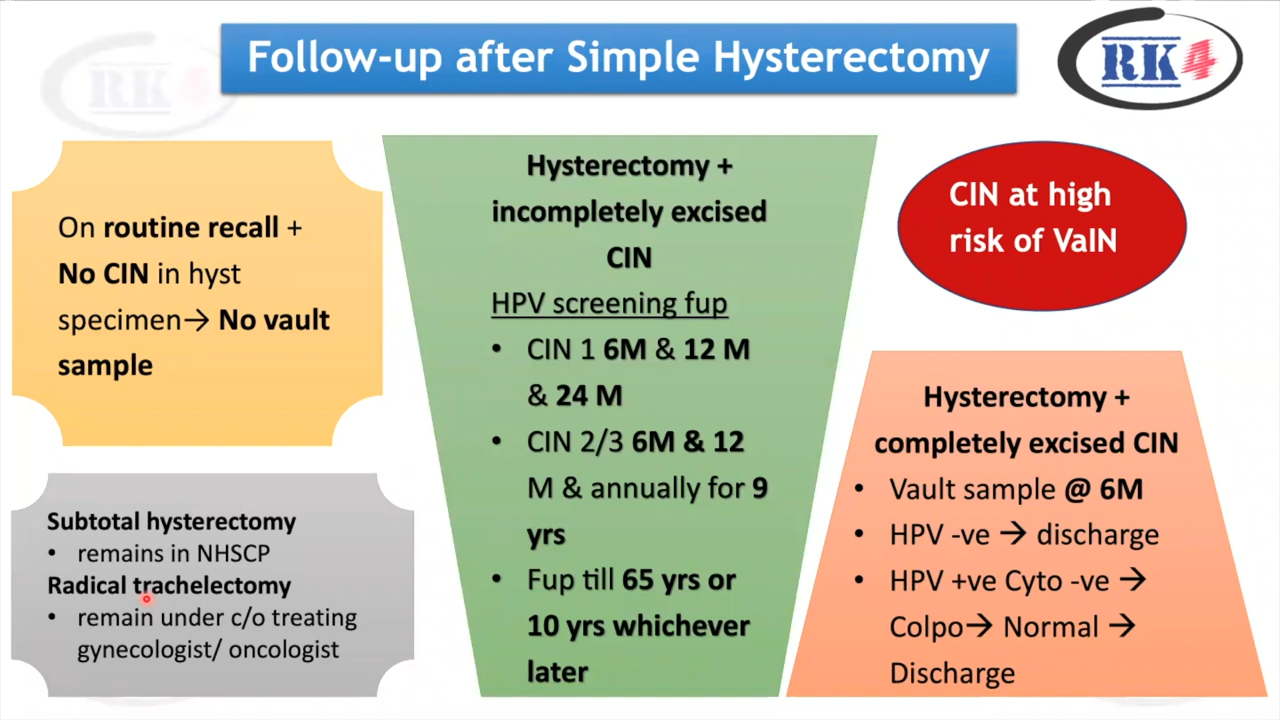 Follow-up after Simple Hysterectomy
RK4
RK4
On routine recall +
No CIN in hyst
specimen→ No vault
sample
Subtotal hysterectomy
• remains in NHSCP
Radical trachelectomy
• remain under c/o treating
gynecologist/ oncologist
Hysterectomy +
incompletely excised
CIN
HPV screening fup
• CIN 1 6M & 12 M
& 24 M
• CIN 2/3 6M & 12
M & annually for 9
yrs
• Fup till 65 yrs or
10 yrs whichever
later
CIN at high
risk of VaIN
Hysterectomy +
completely excised CIN
• Vault sample @ 6M
• HPV -ve → discharge
• HPV +ve Cyto -ve →
Colpo→ Normal →
Discharge